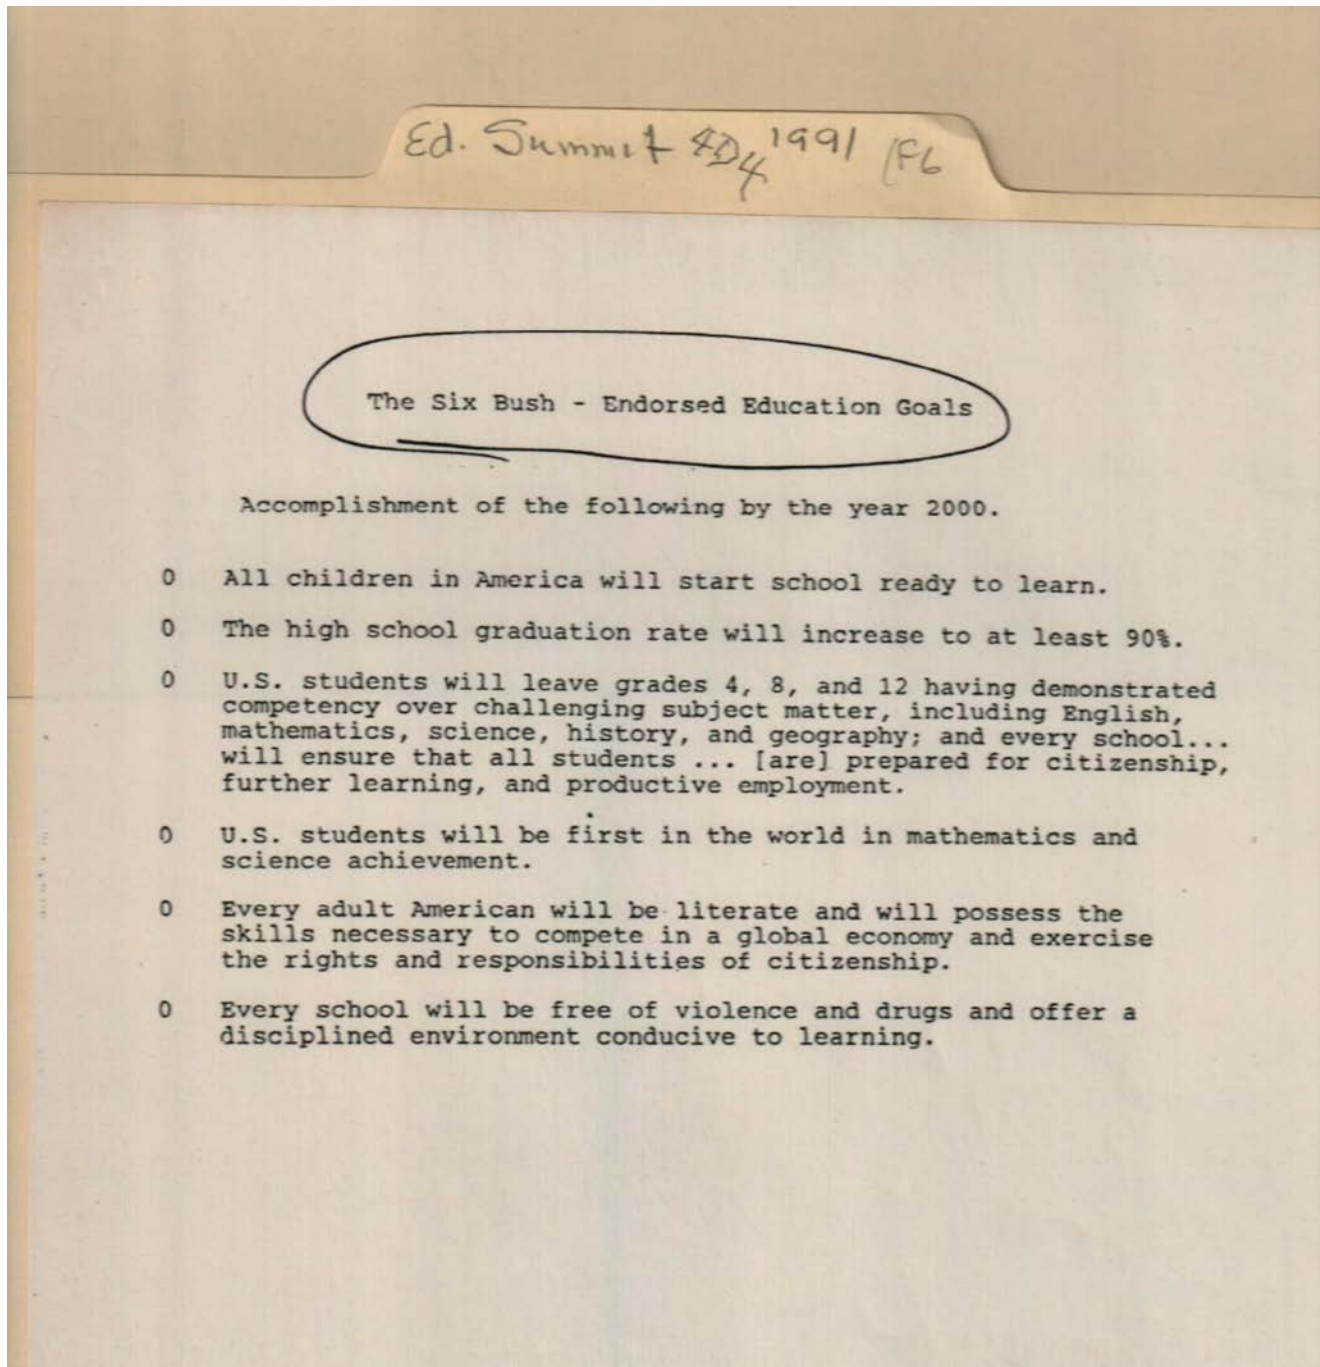 Ed. Summit 1991 (F6
The Six Bush - Endorsed Education Goals
Accomplishment of the following by the year 2000.
O All children in America will start school ready to learn.
O The high school graduation rate will increase to at least 90%.
O U.S. students will leave grades 4, 8, and 12 having demonstrated
competency over challenging subject matter, including English,
mathematics, science, history, and geography; and every school...
will ensure that all students ... [are] prepared for citizenship,
further learning, and productive employment.
O U.S. students will be first in the world in mathematics and
science achievement.
O Every adult American will be literate and will possess the
skills necessary to compete in a global economy and exercise
the rights and responsibilities of citizenship.
O Every school will be free of violence and drugs and offer a
disciplined environment conducive to learning.